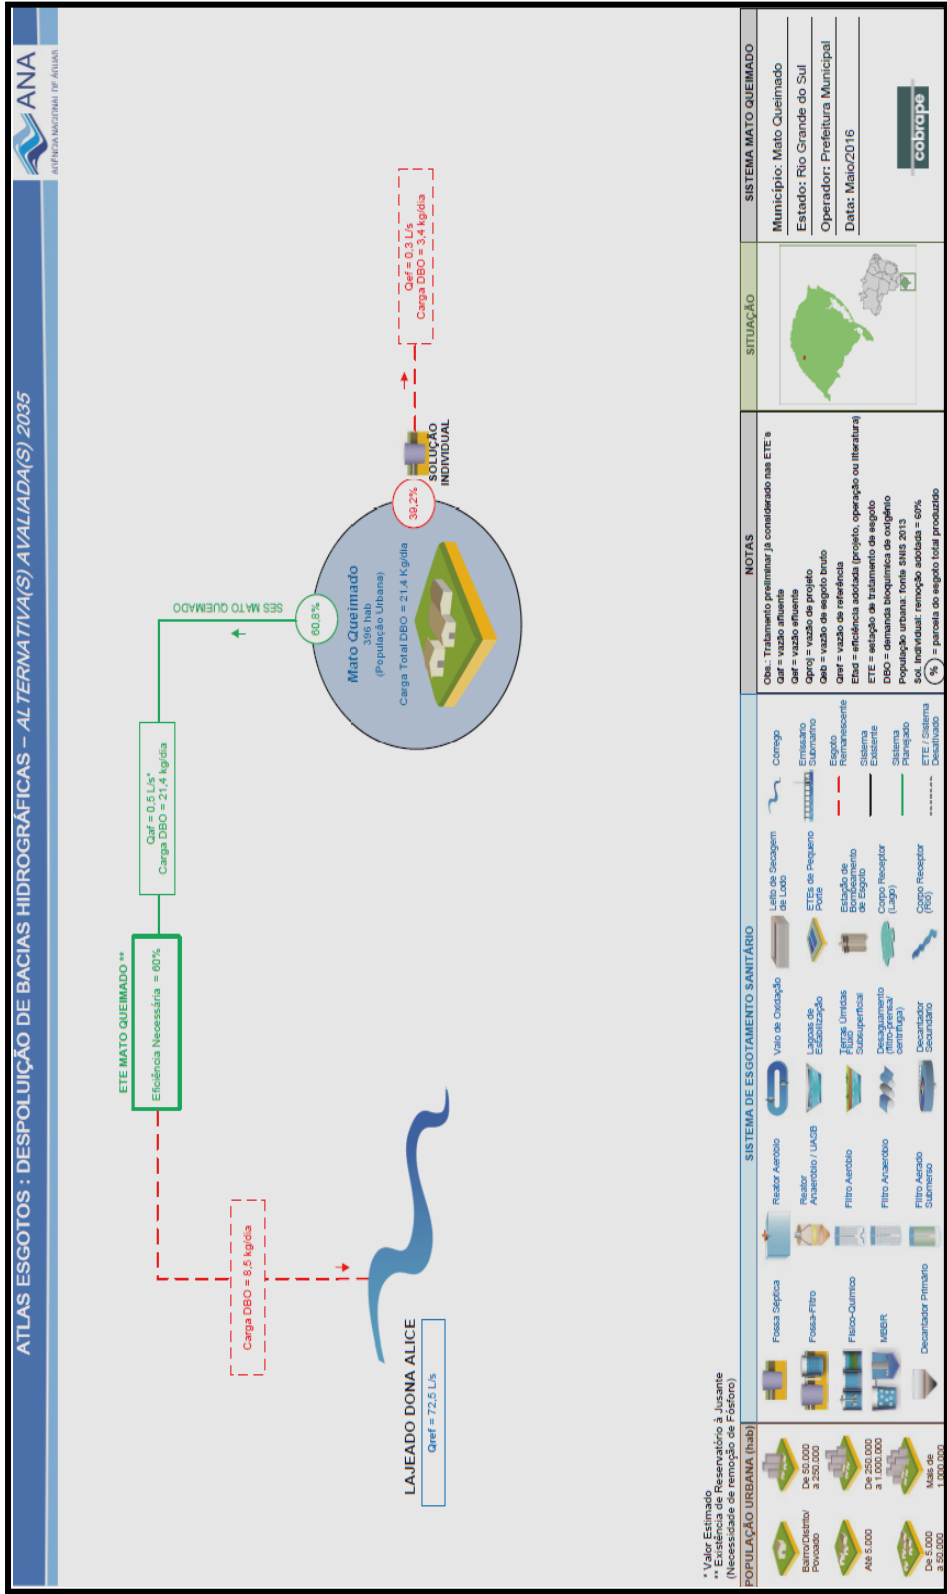 ATLAS ESGOTOS : DESPOLUIÇÃO DE BACIAS HIDROGRÁFICAS – ALTERNATIVA(S) AVALIADA(S) 2035
ANA
AGÊNCIA NACIONAL DE ÁGUAS
ETE MATO QUEIMADO **
Eficiência Necessária = 60%
Qaf = 0,5 L/s*
Carga DBO = 21,4 kg/dia
SES MATO QUEIMADO
60,8%
Mato Queimado
396 hab
(População Urbana)
Carga Total DBO = 21,4 Kg/dia
39,2%
SOLUÇÃO
INDIVIDUAL
Qef = 0,3 L/s
Carga DBO = 3,4 kg/dia
Carga DBO = 8,5 kg/dia
LAJEADO DONA ALICE
Qref = 72,5 L/s
* Valor Estimado
** Existência de Reservatório à Jusante
(Necessidade de remoção de Fósforo)
POPULAÇÃO URBANA (hab)
Bairro/Distrito/
Povoado
De 50.000
a 250.000
Até 5.000
De 250.000
a 1.000.000
De 5.000
a 50.000
Mais de
1.000.000
SISTEMA DE ESGOTAMENTO SANITÁRIO
Fossa Séptica
Fossa-Filtro
Físico-Químico
MBBR
Decantador Primário
Reator Aeróbio
Reator
Anaeróbio / UASB
Filtro Aeróbio
Filtro Anaeróbio
Filtro Aerado
Submerso
Valo de Oxidação
Lagoas de
Estabilização
Terras Úmidas
Fluxo
Subsuperficial
Desaguamento
(filtro-prensa/
centrífuga)
Decantador
Secundário
Leito de Secagem
de Lodo
ETEs de Pequeno
Porte
Estação de
Bombeamento
de Esgoto
Corpo Receptor
(Lago)
Corpo Receptor
(Rio)
Córrego
Emissário
Submarino
Esgoto
Remanescente
Sistema
Existente
Sistema
Planejado
ETE / Sistema
Desativado
NOTAS
Obs.: Tratamento preliminar já considerado nas ETE´s
Qaf = vazão afluente
Qef = vazão efluente
Qproj = vazão de projeto
Qeb = vazão de esgoto bruto
Qref = vazão de referência
Efad = eficiência adotada (projeto, operação ou literatura)
ETE = estação de tratamento de esgoto
DBO = demanda bioquímica de oxigênio
População urbana: fonte SNIS 2013
Sol. Individual: remoção adotada = 60%
% = parcela do esgoto total produzido
SITUAÇÃO
SISTEMA MATO QUEIMADO
Município: Mato Queimado
Estado: Rio Grande do Sul
Operador: Prefeitura Municipal
Data: Maio/2016
cobrape